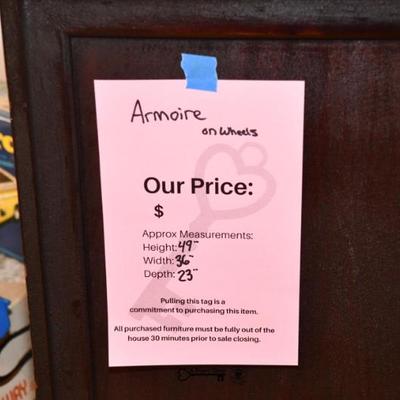 Armoire
on Wheels
Our Price:
$
Approx Measurements:
Height: 49"
Width: 36"
Depth: 23"
Pulling this tag is a
commitment to purchasing this item.
All purchased furniture must be fully out of the
house 30 minutes prior to sale closing.